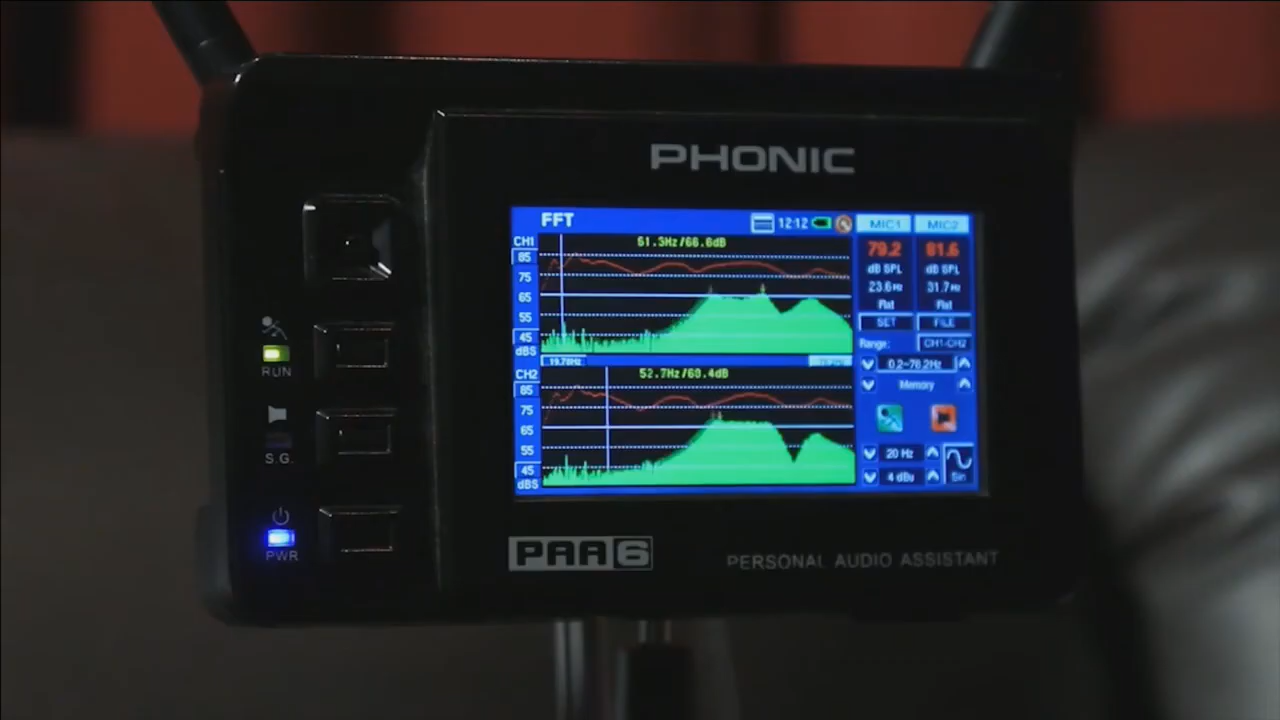 PHONIC
FFT
12:12
MIC1 MIC2
CH1
51.3Hz/66.6dB
79.2 81.6
85
dB SPL dB SPL
75
23.6Hz 31.7Hz
65
Flat Flat
55
SET FILE
45
Range: CH1-CH2
dBS
19.78Hz
0.2~76.2Hz
CH2
52.7Hz/69.4dB
Memory
85
75
65
55
20 Hz
45
4 dBu Sin
dBS
RUN
S.G.
PWR
PAA6
PERSONAL AUDIO ASSISTANT